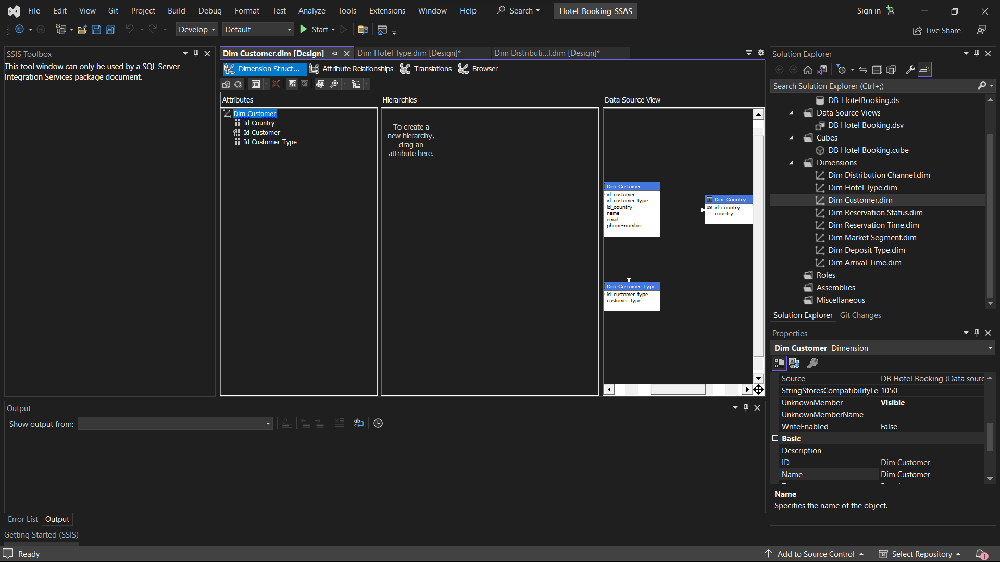 File Edit View Git Project Build Debug Format Test Analyze Tools Extensions Window Help Search Hotel_Booking_SSAS Sign in
Develop Default Start Live Share
SSIS Toolbox
This tool window can only be used by a SQL Server
Integration Services package document.
Dim Customer.dim [Design] Dim Hotel Type.dim [Design]* Dim Distributi...l.dim [Design]*
Dimension Struct... Attribute Relationships Translations Browser
Attributes
Dim Customer
Id Country
Id Customer
Id Customer Type
Hierarchies
To create a
new hierarchy,
drag an
attribute here.
Data Source View
Dim_Customer
id_customer
id_customer_type
id_country
name
email
phone-number
Dim_Country
id_country
country
Dim_Customer_Type
id_customer_type
customer_type
Solution Explorer
Search Solution Explorer (Ctrl+;)
DB_HotelBooking.ds
Data Source Views
DB Hotel Booking.dsv
Cubes
DB Hotel Booking.cube
Dimensions
Dim Distribution Channel.dim
Dim Hotel Type.dim
Dim Customer.dim
Dim Reservation Status.dim
Dim Reservation Time.dim
Dim Market Segment.dim
Dim Deposit Type.dim
Dim Arrival Time.dim
Roles
Assemblies
Miscellaneous
Solution Explorer Git Changes
Properties
Dim Customer Dimension
Source DB Hotel Booking (Data sourc
StringStoresCompatibilityLe 1050
UnknownMember Visible
UnknownMemberName
WriteEnabled False
Basic
Description
ID Dim Customer
Name Dim Customer
Name
Specifies the name of the object.
Output
Show output from:
Error List Output
Getting Started (SSIS)
Ready Add to Source Control Select Repository 1